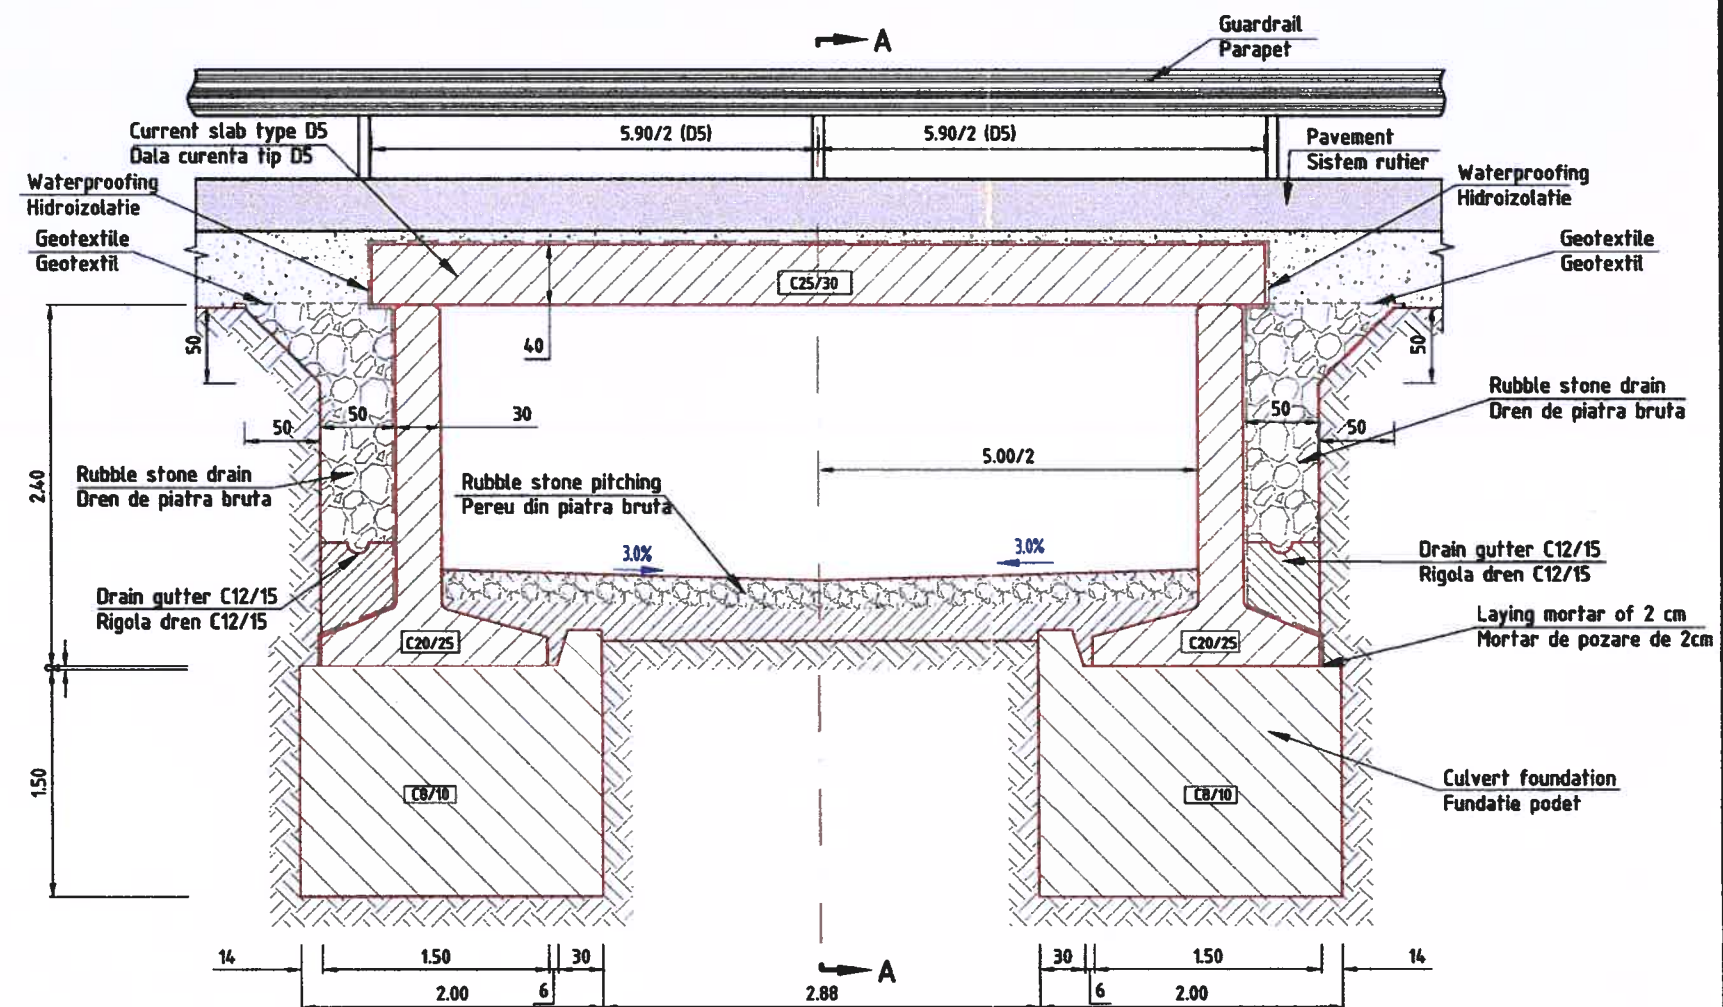 A
Guardrail
Parapet
Current slab type D5
Dala curenta tip D5
5.90/2 (D5)
5.90/2 (D5)
Pavement
Sistem rutier
Waterproofing
Hidroizolatie
Waterproofing
Hidroizolatie
Geotextile
Geotextil
Geotextile
Geotextil
C25/30
50
40
50
Rubble stone drain
Dren de piatra bruta
50
50
30
50
50
5.00/2
2.40
Rubble stone drain
Dren de piatra bruta
Rubble stone pitching
Pereu din piatra bruta
3.0%
3.0%
Drain gutter C12/15
Rigola dren C12/15
Drain gutter C12/15
Rigola dren C12/15
Laying mortar of 2 cm
Mortar de pozare de 2cm
C20/25
C20/25
1.50
C8/10
C8/10
Culvert foundation
Fundatie podet
14
1.50
30
A
30
1.50
14
2.00
6
2.88
6
2.00